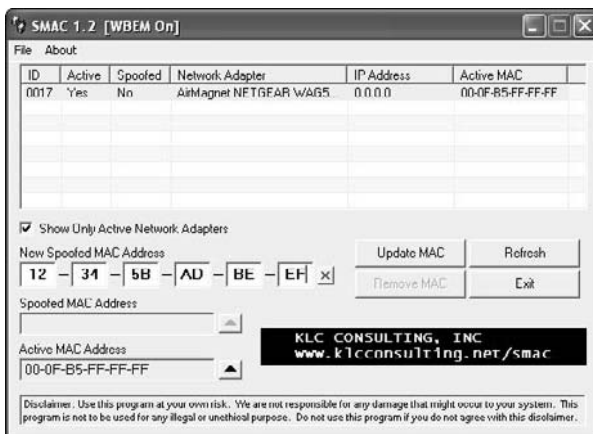 SMAC 1.2 [WBEM On]
File About
ID Active Spoofed Network Adapter IP Address Active MAC
0017 Yes No AirMagnet NETGEAR WAG5... 0.0.0.0 00-0F-B5-FF-FF-FF
Show Only Active Network Adapters
New Spoofed MAC Address
12 - 34 - 5B - AD - BE - EF X
Update MAC Refresh
Remove MAC Exit
Spoofed MAC Address
KLC CONSULTING, INC
www.klcconsulting.net/smac
Active MAC Address
00-0F-B5-FF-FF-FF
Disclaimer: Use this program at your own risk. We are not responsible for any damage that might occur to your system. This
program is not to be used for any illegal or unethical purpose. Do not use this program if you do not agree with this disclaimer.